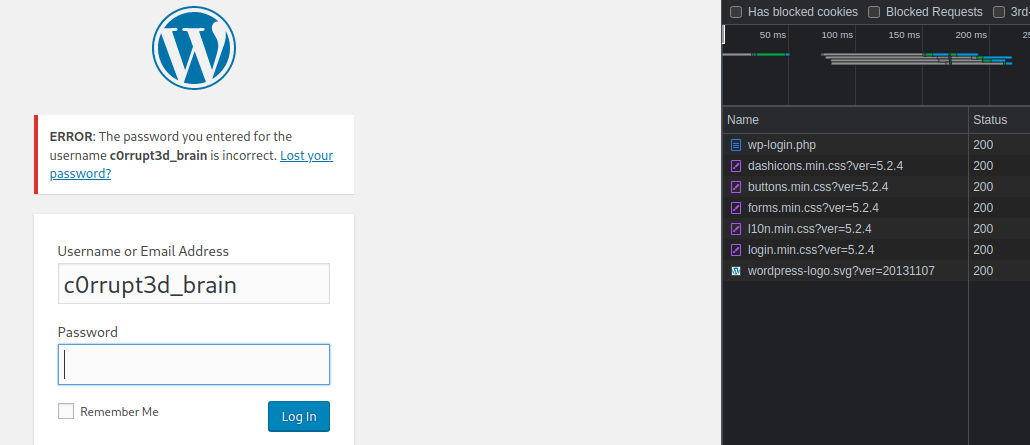 ERROR: The password you entered for the
username c0rrupt3d_brain is incorrect. Lost your
password?
Username or Email Address
c0rrupt3d_brain
Password
Remember Me
Log In
Has blocked cookies Blocked Requests 3rd-
50 ms 100 ms 150 ms 200 ms 25
Name Status
wp-login.php 200
dashicons.min.css?ver=5.2.4 200
buttons.min.css?ver=5.2.4 200
forms.min.css?ver=5.2.4 200
l10n.min.css?ver=5.2.4 200
login.min.css?ver=5.2.4 200
wordpress-logo.svg?ver=20131107 200